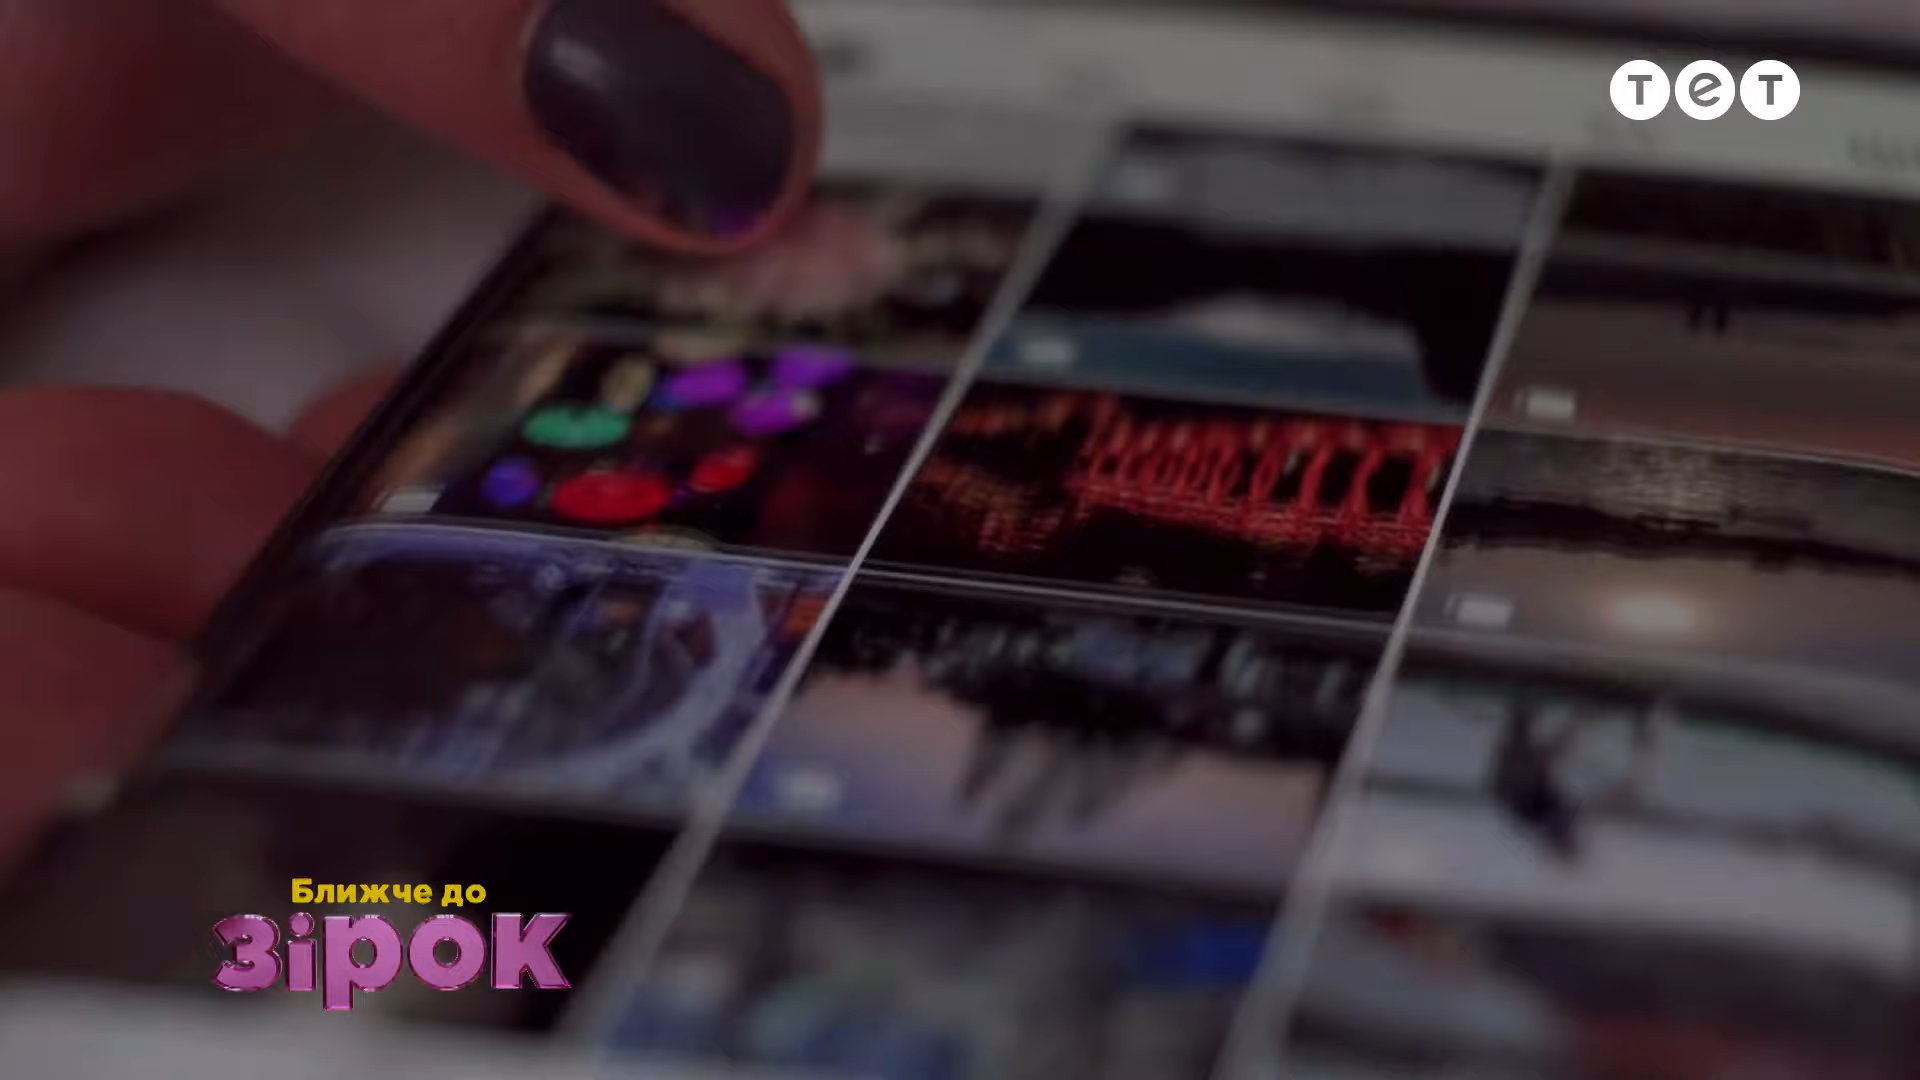 тет
Ближче до
зірок